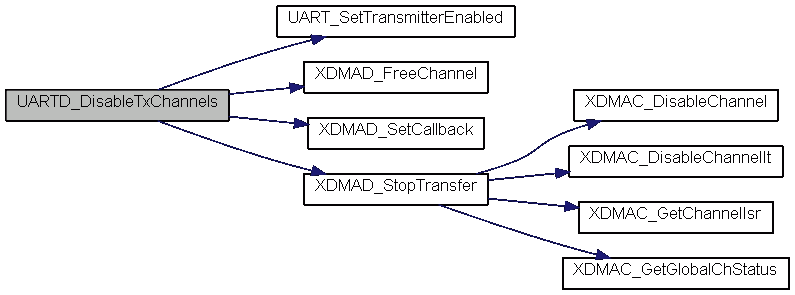 UART_SetTransmitterEnabled
XDMAD_FreeChannel
XDMAC_DisableChannel
UARTD_DisableTxChannels
XDMAD_SetCallback
XDMAC_DisableChannelIt
XDMAD_StopTransfer
XDMAC_GetChannelIsr
XDMAC_GetGlobalChStatus